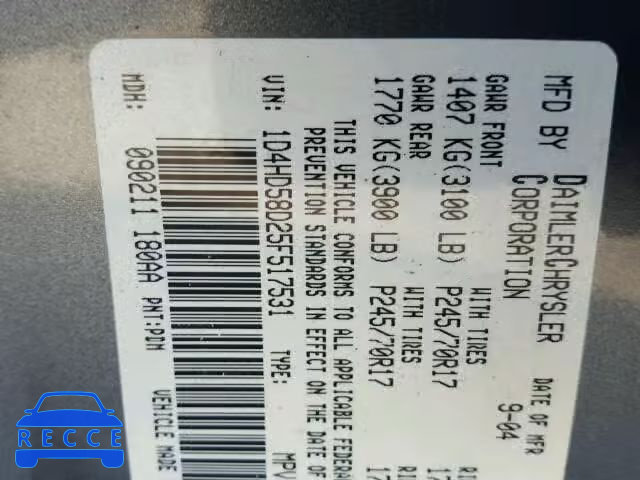 MFD BY DAIMLERCHRYSLER CORPORATION
DATE OF MFR 9-04
GAWR FRONT WITH TIRES
1407 KG(3100 LB) P245/70R17
GAWR REAR WITH TIRES
1770 KG(3900 LB) P245/70R17
THIS VEHICLE CONFORMS TO ALL APPLICABLE
PREVENTION STANDARDS IN EFFECT ON THE DATE OF
VIN: 1D4HD58D25F517531 TYPE: MPV
MDH: 090211 180AA PNT:PDM
VEHICLE MADE
RECCE